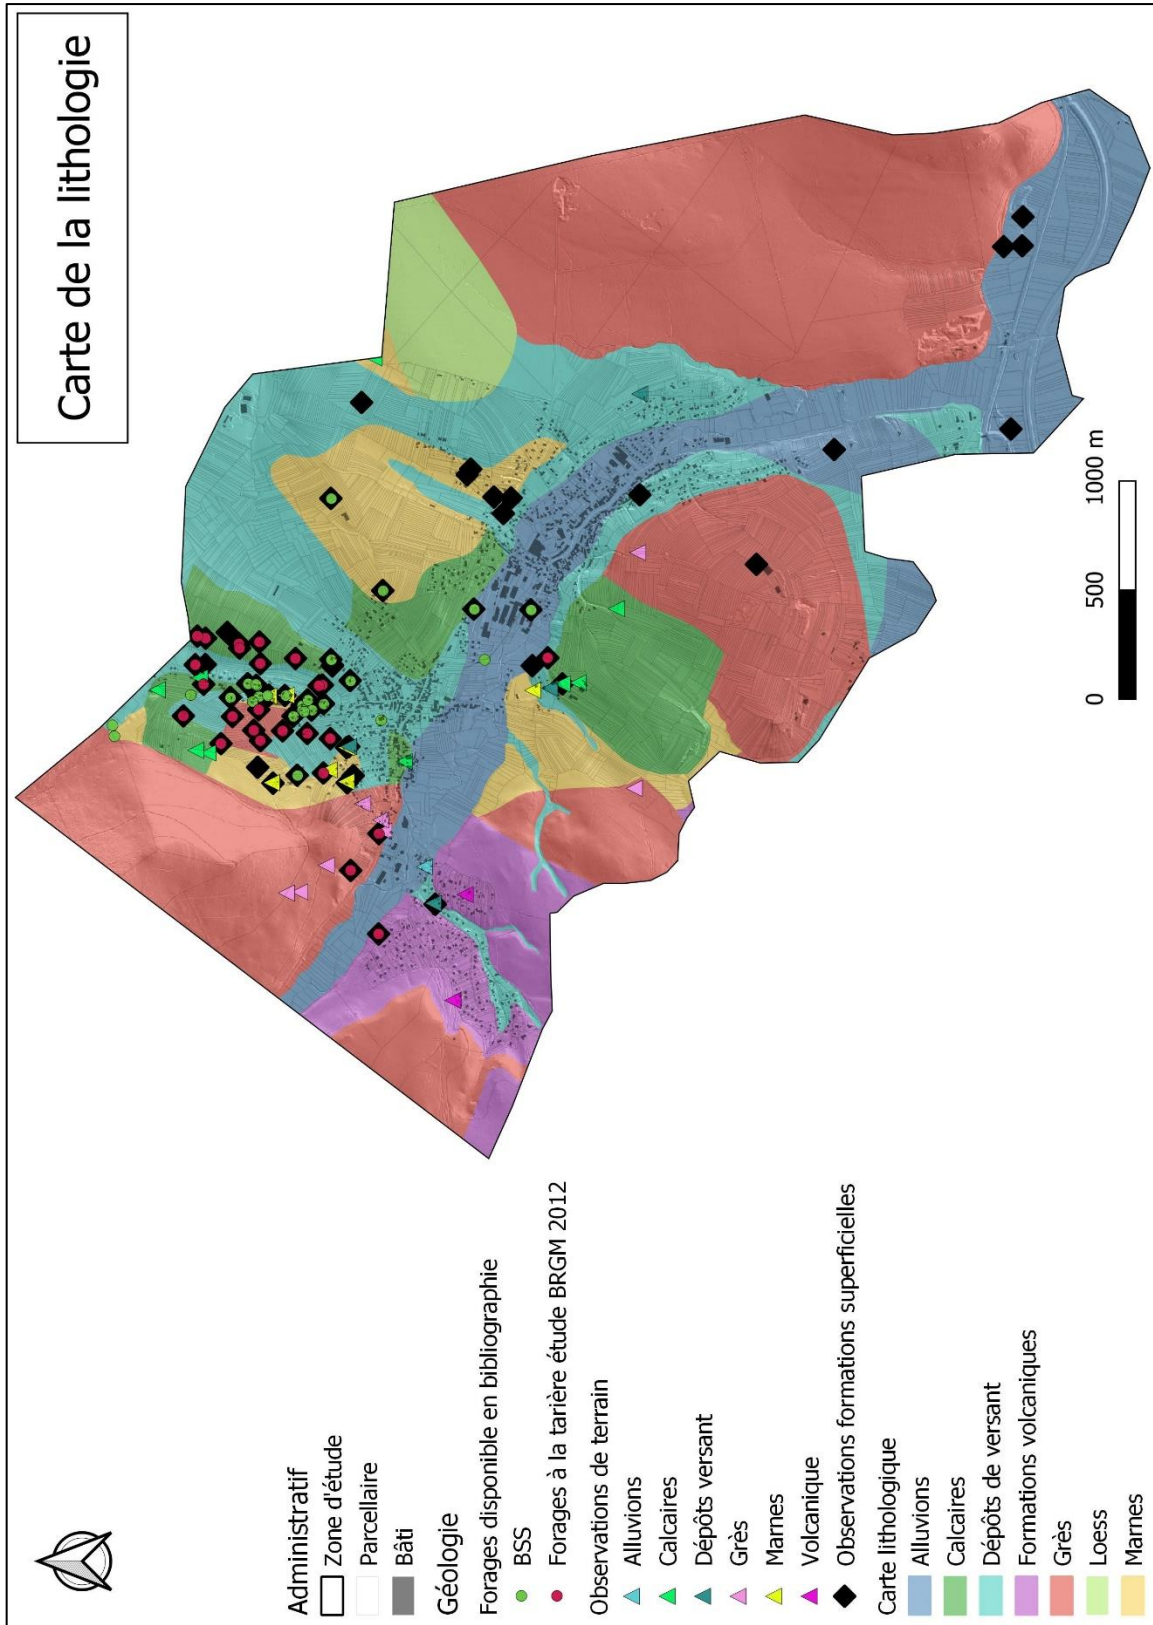 Carte de la lithologie
Administratif
Zone d'étude
Parcellaire
Bâti
Géologie
Forages disponible en bibliographie
BSS
Forages à la tarière étude BRGM 2012
Observations de terrain
Alluvions
Calcaires
Dépôts versant
Grès
Marnes
Volcanique
Observations formations superficielles
Carte lithologique
Alluvions
Calcaires
Dépôts de versant
Formations volcaniques
Grès
Loess
Marnes
0 500 1000 m